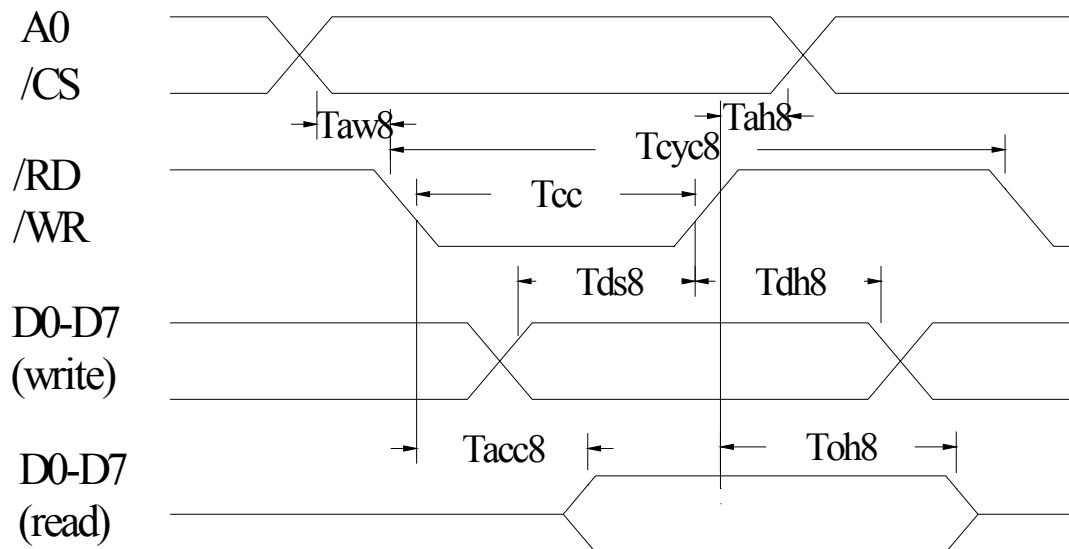 A0
/CS
Taw8
Tah8
Tcyc8
/RD
Tcc
/WR
Tds8
Tdh8
D0-D7
(write)
Tacc8
Toh8
D0-D7
(read)